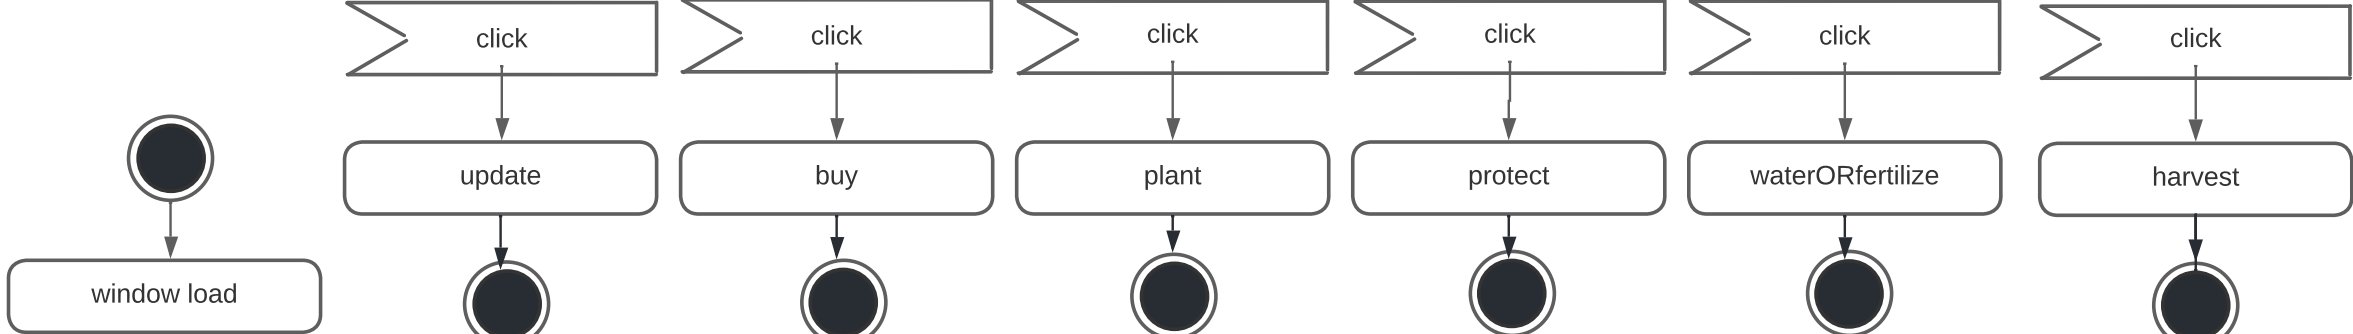 click
click
click
click
click
click
update
buy
plant
protect
waterORfertilize
harvest
window load